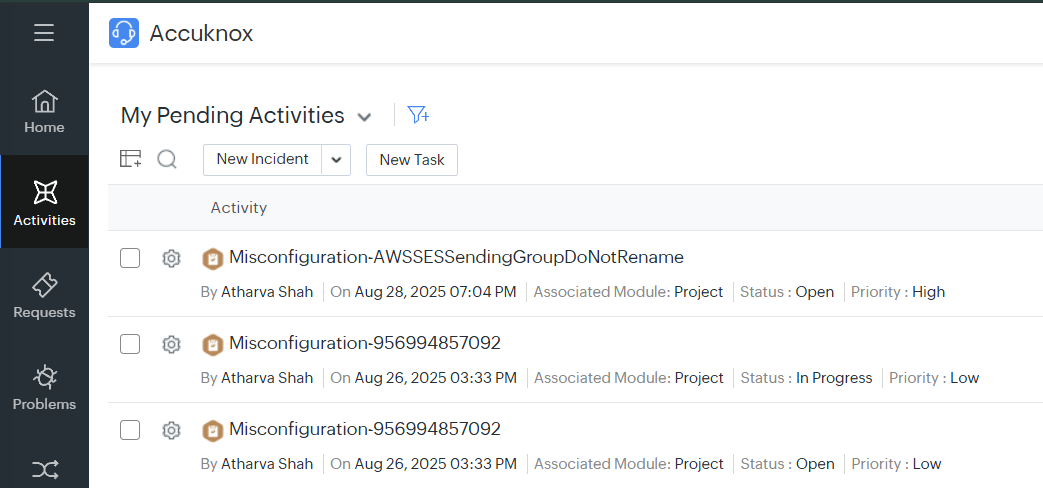 Accuknox
My Pending Activities
Home
New Incident
New Task
Activity
Activities
Misconfiguration-AWSSESSendingGroupDoNotRename
By Atharva Shah On Aug 28, 2025 07:04 PM Associated Module: Project Status : Open Priority : High
Requests
Misconfiguration-956994857092
By Atharva Shah On Aug 26, 2025 03:33 PM Associated Module: Project Status : In Progress Priority : Low
Problems
Misconfiguration-956994857092
By Atharva Shah On Aug 26, 2025 03:33 PM Associated Module: Project Status : Open Priority : Low